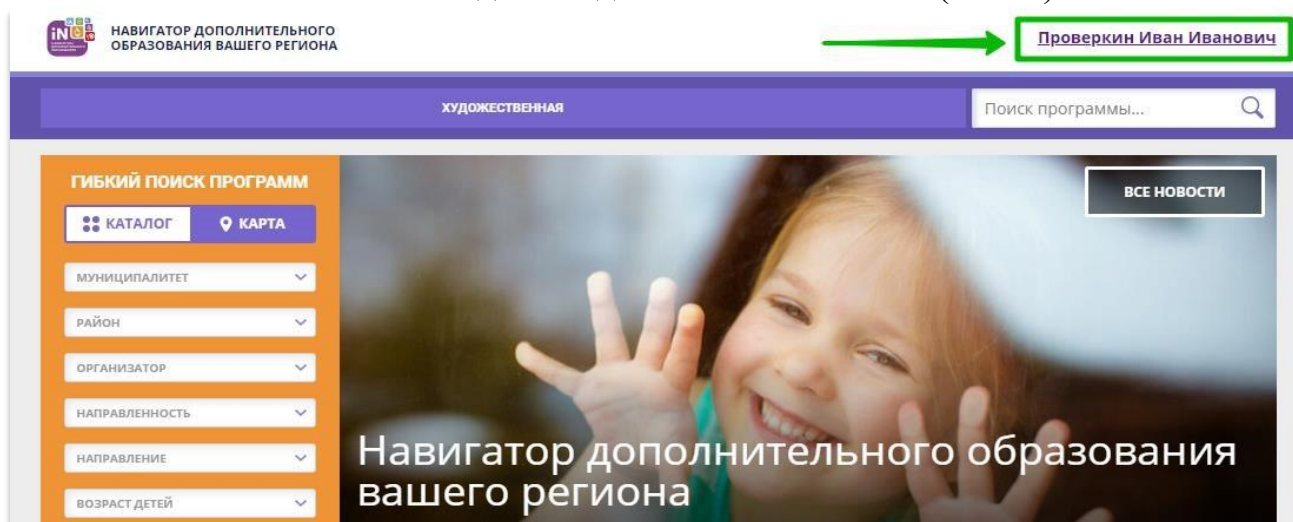 НАВИГАТОР ДОПОЛНИТЕЛЬНОГО
ОБРАЗОВАНИЯ ВАШЕГО РЕГИОНА
Проверкин Иван Иванович
ХУДОЖЕСТВЕННАЯ
Поиск программы...
ГИБКИЙ ПОИСК ПРОГРАММ
КАТАЛОГ
КАРТА
МУНИЦИПАЛИТЕТ
РАЙОН
ОРГАНИЗАТОР
НАПРАВЛЕННОСТЬ
НАПРАВЛЕНИЕ
ВОЗРАСТ ДЕТЕЙ
ВСЕ НОВОСТИ
Навигатор дополнительного образования
вашего региона